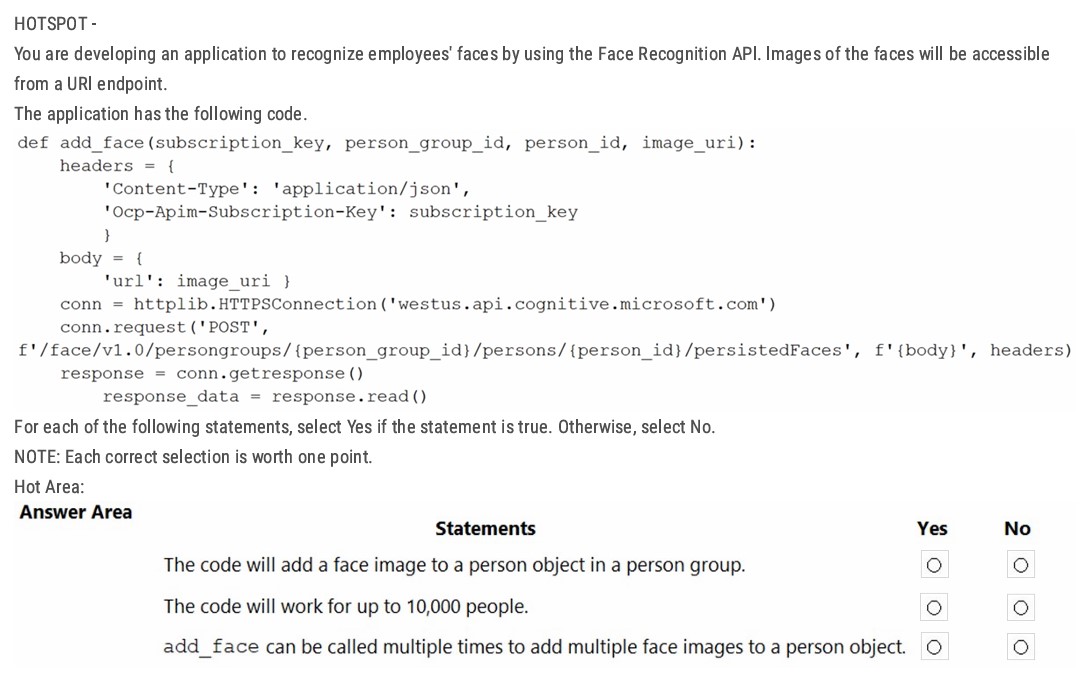 HOTSPOT -
You are developing an application to recognize employees' faces by using the Face Recognition API. Images of the faces will be accessible
from a URI endpoint.
The application has the following code.
def add_face(subscription_key, person_group_id, person_id, image_uri):
    headers = {
        'Content-Type': 'application/json',
        'Ocp-Apim-Subscription-Key': subscription_key
        }
    body = {
        'url': image_uri }
    conn = httplib.HTTPSConnection('westus.api.cognitive.microsoft.com')
    conn.request('POST',
f'/face/v1.0/persongroups/{person_group_id}/persons/{person_id}/persistedFaces', f'{body}', headers)
    response = conn.getresponse()
        response_data = response.read()
For each of the following statements, select Yes if the statement is true. Otherwise, select No.
NOTE: Each correct selection is worth one point.
Hot Area:
Answer Area
Statements Yes No
The code will add a face image to a person object in a person group.
The code will work for up to 10,000 people.
add_face can be called multiple times to add multiple face images to a person object.